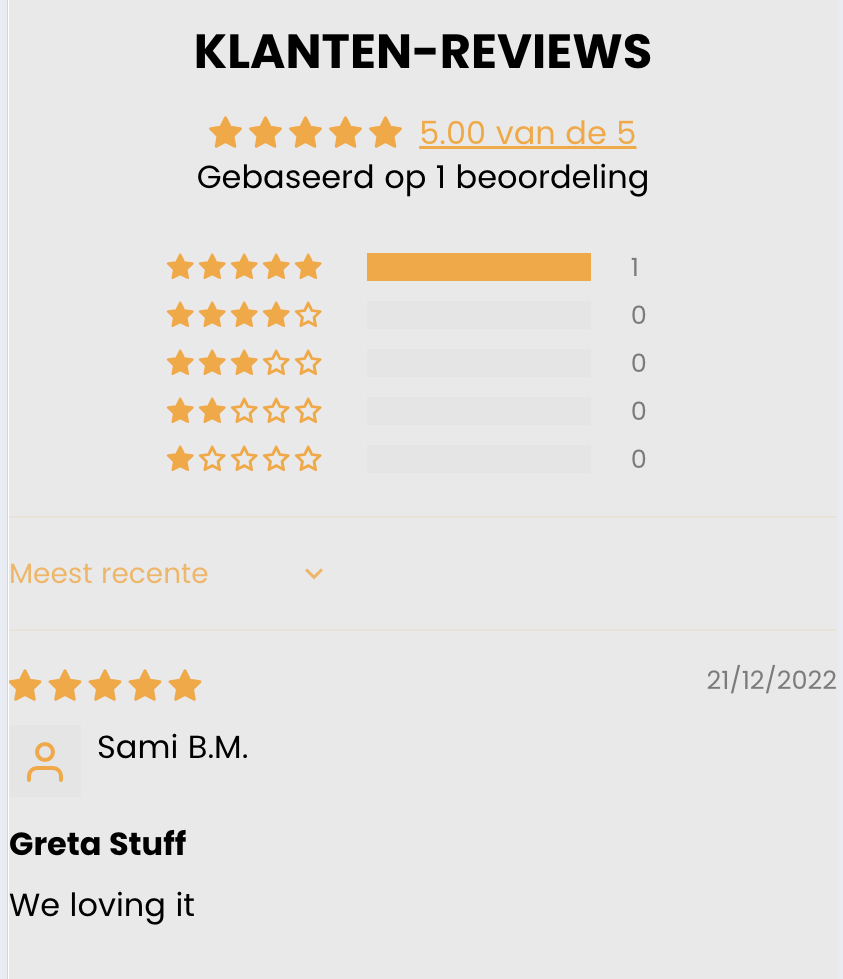 KLANTEN-REVIEWS
5.00 van de 5
Gebaseerd op 1 beoordeling
1
0
0
0
0
Meest recente
21/12/2022
Sami B.M.
Greta Stuff
We loving it